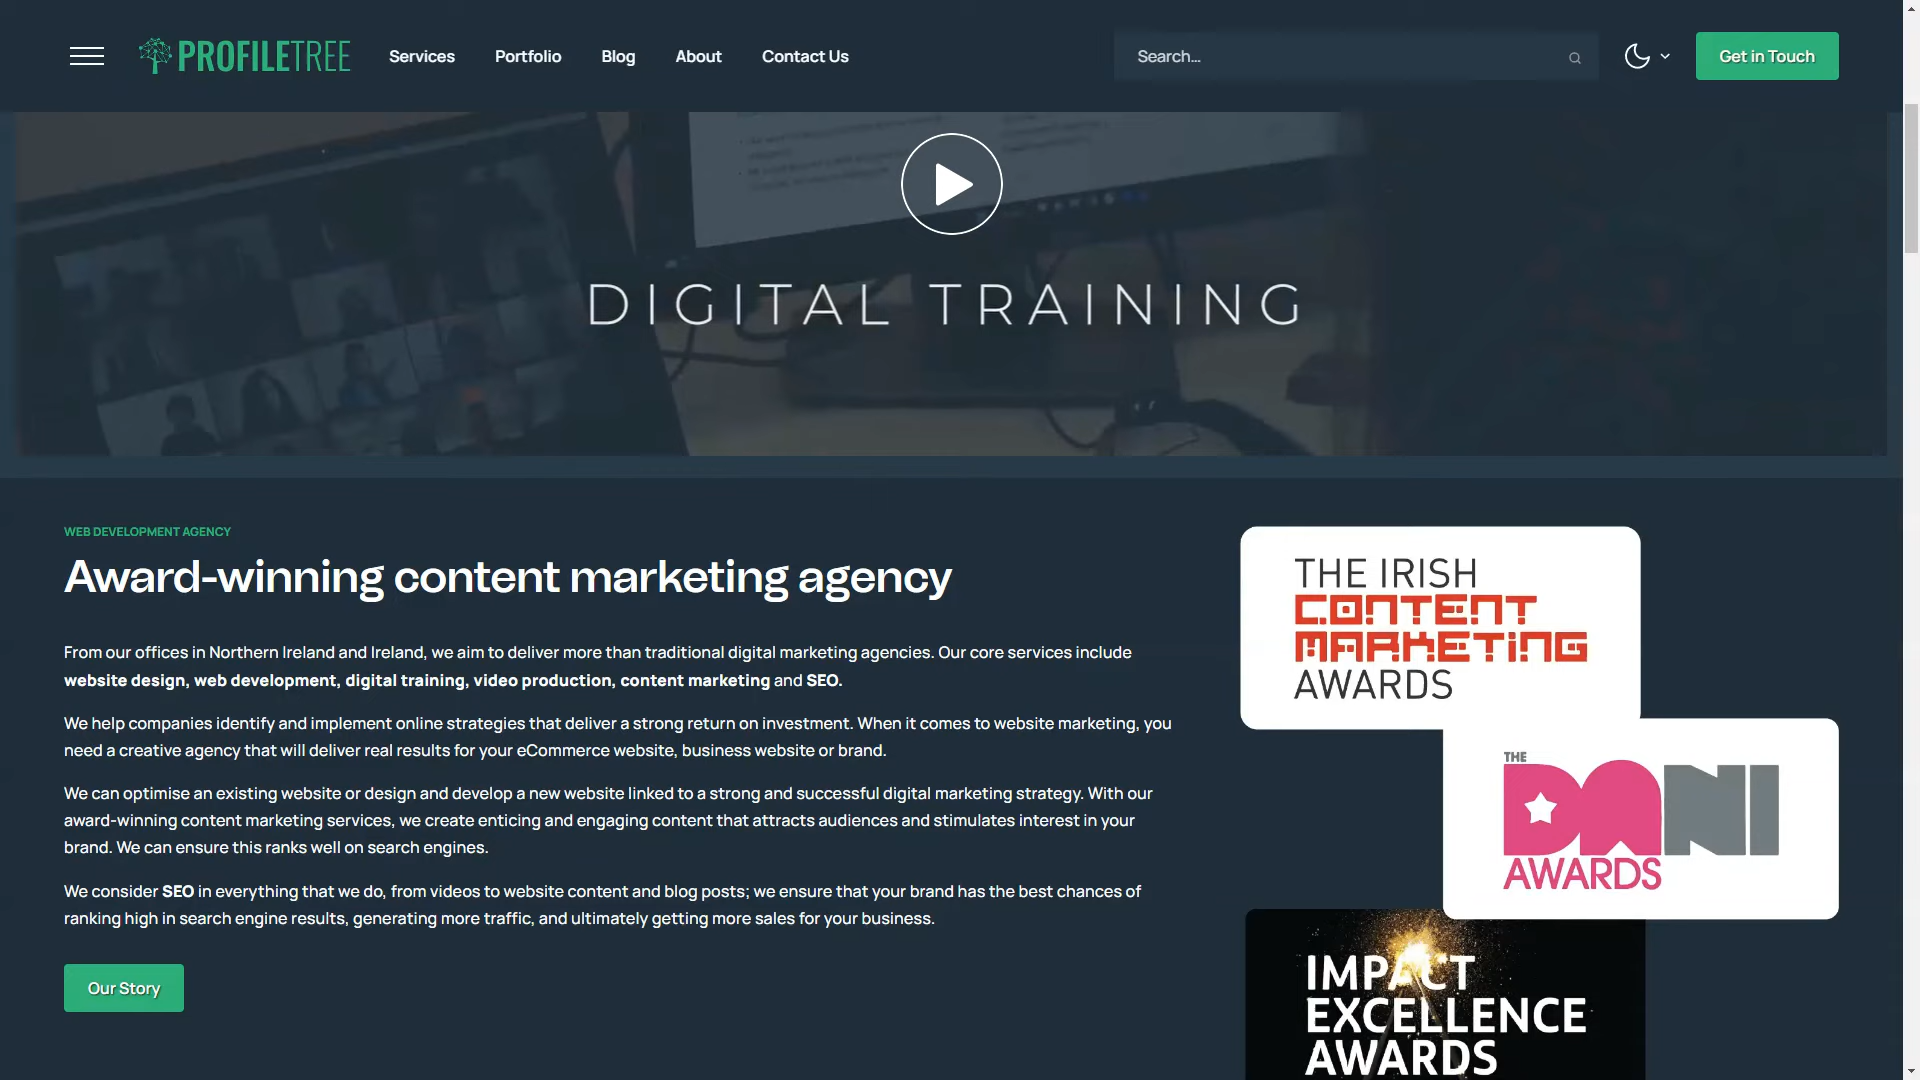 PROFILETREE
Services
Portfolio
Blog
About
Contact Us
Search...
Get in Touch
DIGITAL TRAINING
WEB DEVELOPMENT AGENCY
Award-winning content marketing agency
From our offices in Northern Ireland and Ireland, we aim to deliver more than traditional digital marketing agencies. Our core services include
website design, web development, digital training, video production, content marketing and SEO.
We help companies identify and implement online strategies that deliver a strong return on investment. When it comes to website marketing, you
need a creative agency that will deliver real results for your eCommerce website, business website or brand.
We can optimise an existing website or design and develop a new website linked to a strong and successful digital marketing strategy. With our
award-winning content marketing services, we create enticing and engaging content that attracts audiences and stimulates interest in your
brand. We can ensure this ranks well on search engines.
We consider SEO in everything that we do, from videos to website content and blog posts; we ensure that your brand has the best chances of
ranking high in search engine results, generating more traffic, and ultimately getting more sales for your business.
Our Story
THE IRISH
CONTENT
MARKETING
AWARDS
THE
DANI
AWARDS
IMPACT
EXCELLENCE
AWARDS